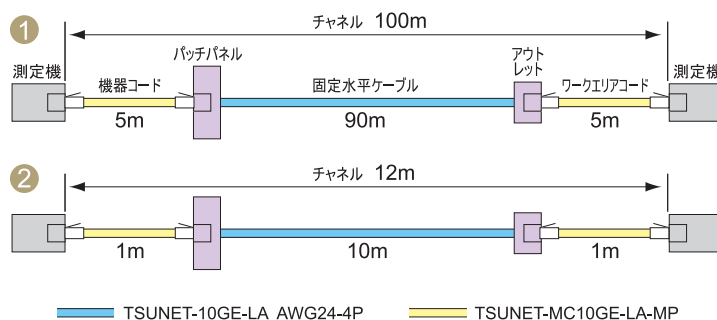 1
チャネル 100m
測定機
機器コード
パッチパネル
固定水平ケーブル
アウト
レット
ワークエリアコード
測定機
5m
90m
5m
2
チャネル 12m
1m
10m
1m
TSUNET-10GE-LA AWG24-4P
TSUNET-MC10GE-LA-MP